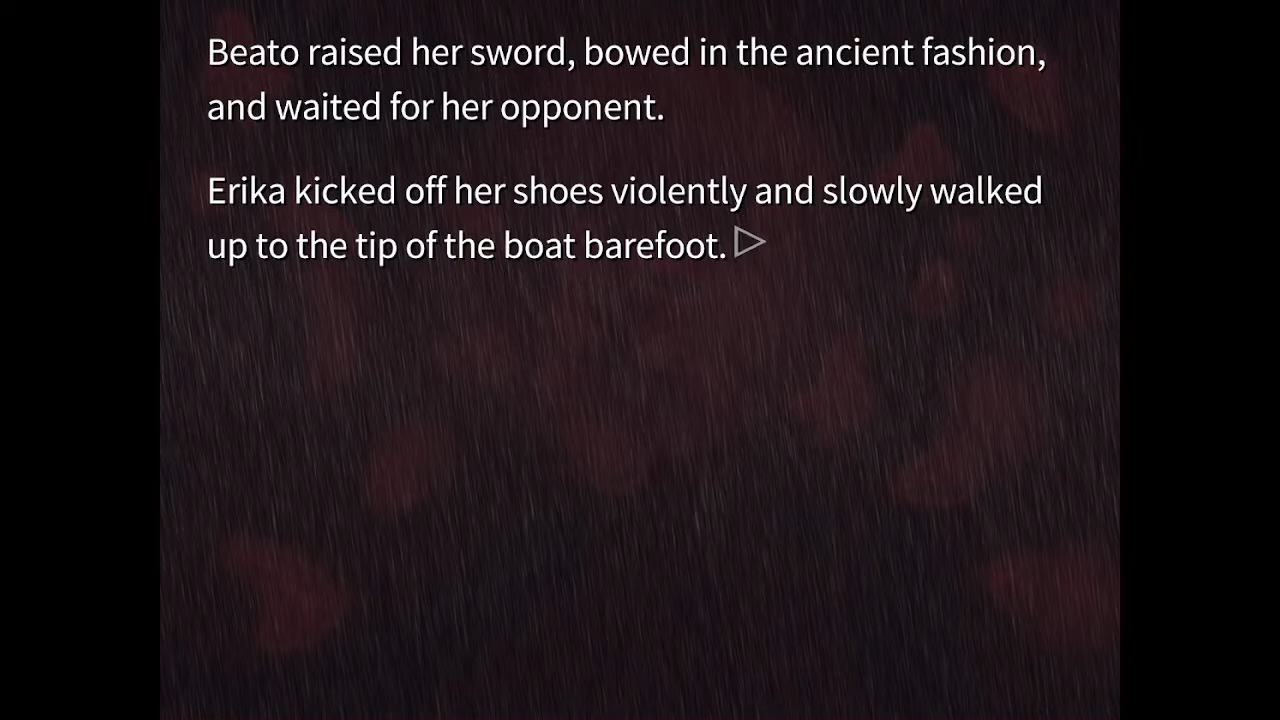 Beato raised her sword, bowed in the ancient fashion,
and waited for her opponent.
Erika kicked off her shoes violently and slowly walked
up to the tip of the boat barefoot.